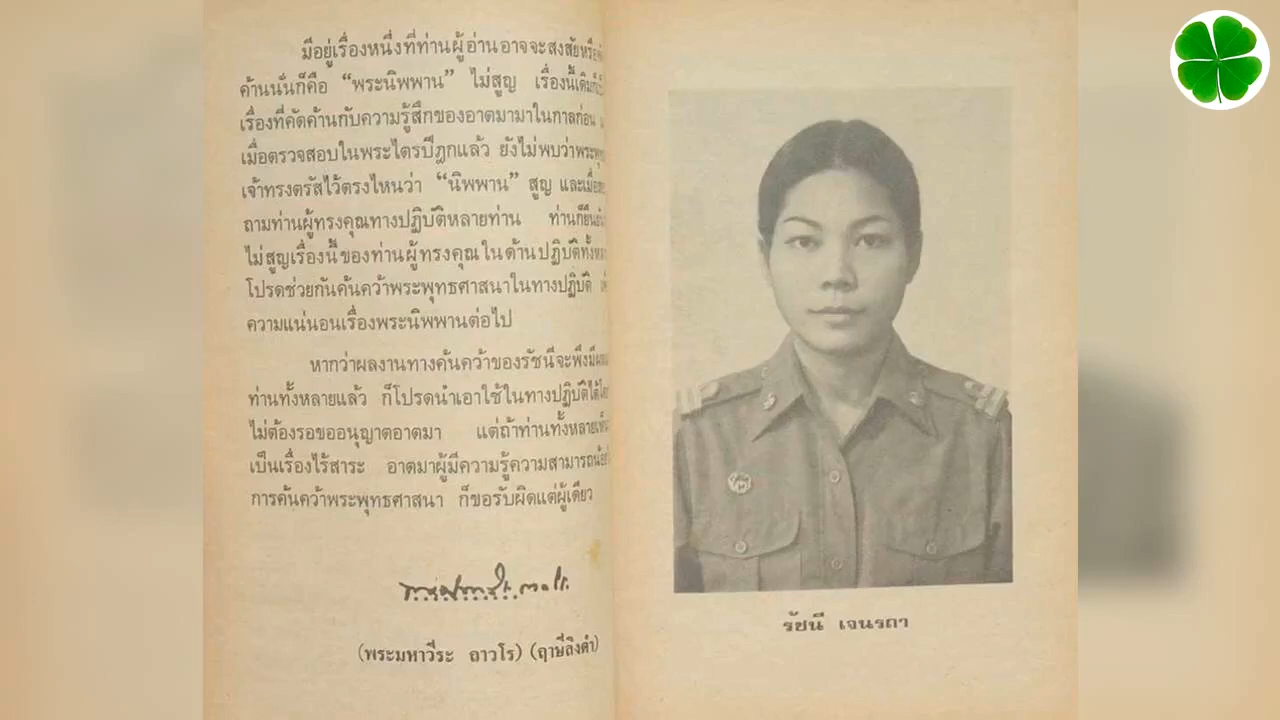 มีอยู่เรื่องหนึ่งที่ท่านผู้อ่านอาจจะสงสัยหรือ
ค้านนั่นก็คือ “พระนิพพาน” ไม่สูญ เรื่องนี้เดิมก็
เรื่องที่คัดค้านกับความรู้สึกของอาตมามาในกาลก่อน
เมื่อตรวจสอบในพระไตรปิฎกแล้ว ยังไม่พบว่าพระพุทธ
เจ้าทรงตรัสไว้ตรงไหนว่า “นิพพาน” สูญ และเมื่อ
ถามท่านผู้ทรงคุณทางปฏิบัติหลายท่าน ท่านก็ยืนยัน
ไม่สูญเรื่องนี้ของท่านผู้ทรงคุณในด้านปฏิบัติ
โปรดช่วยกันค้นคว้าพระพุทธศาสนาในทางปฏิบัติ
ความแน่นอนเรื่องพระนิพพานต่อไป
หากว่าผลงานทางค้นคว้าของรัชนีจะพึงมี
ท่านทั้งหลายแล้ว ก็โปรดนำเอาใช้ในทางปฏิบัติได้
ไม่ต้องรอขออนุญาตอาตมา แต่ถ้าท่านทั้งหลาย
เป็นเรื่องไร้สาระ อาตมาผู้มีความรู้ความสามารถ
การค้นคว้าพระพุทธศาสนา ก็ขอรับผิดแต่ผู้เดียว
(พระมหาวีระ ถาวโร) (ฤาษีลิงดำ)
รัชนี เจนรถา